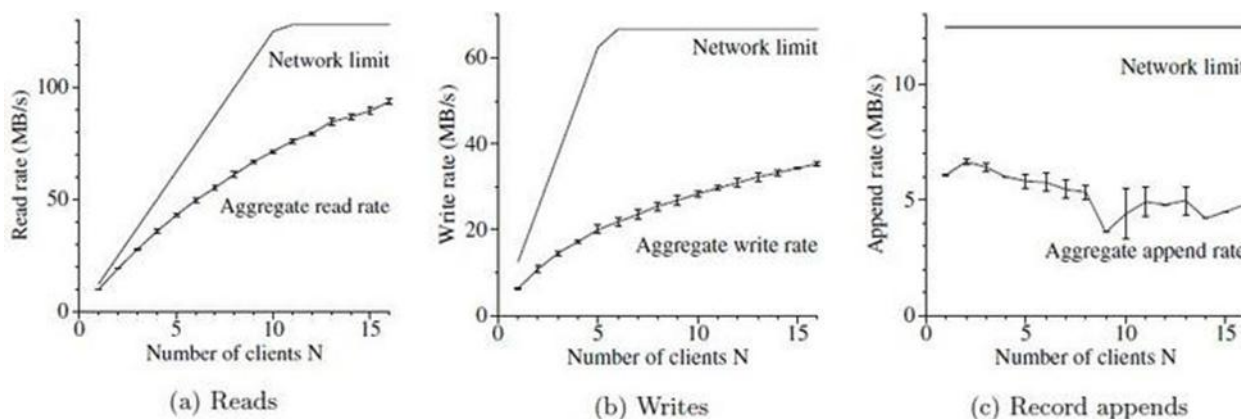 Read rate (MB/s)
100
50
0
Network limit
Aggregate read rate
0
5
10
15
Number of clients N
(a) Reads
Write rate (MB/s)
60
40
20
0
Network limit
Aggregate write rate
0
5
10
15
Number of clients N
(b) Writes
Append rate (MB/s)
10
5
0
Network limit
Aggregate append rate
0
5
10
15
Number of clients N
(c) Record appends